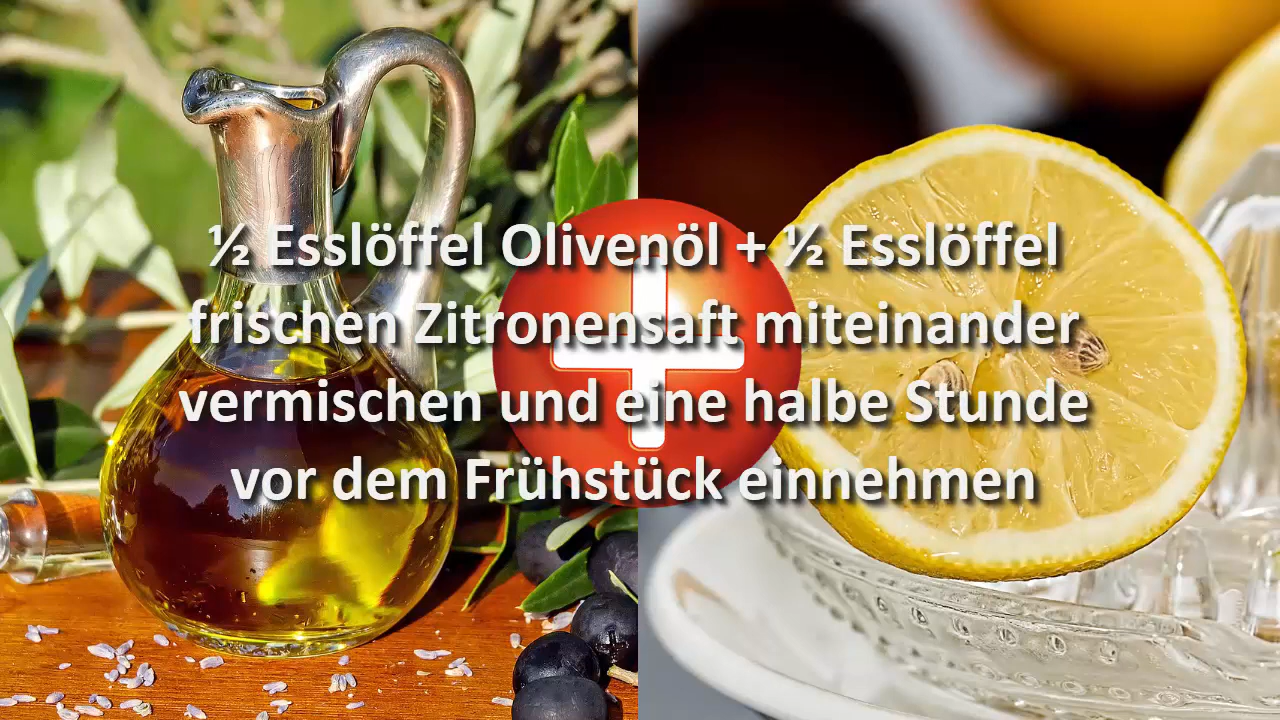 ½ Esslöffel Olivenöl + ½ Esslöffel
frischen Zitronensaft miteinander
vermischen und eine halbe Stunde
vor dem Frühstück einnehmen